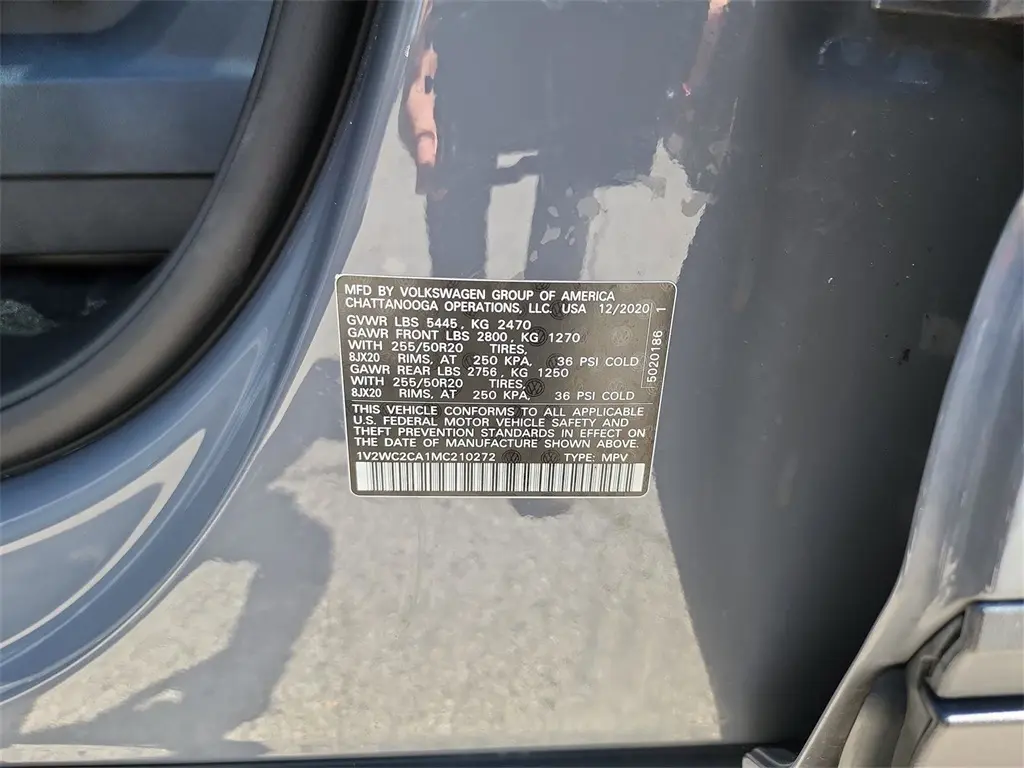 MFD BY VOLKSWAGEN GROUP OF AMERICA
CHATTANOOGA OPERATIONS, LLC. USA 12/2020
GVWR LBS 5445, KG 2470
GAWR FRONT LBS 2800, KG 1270
WITH 255/50R20 TIRES,
8JX20 RIMS, AT 250 KPA, 36 PSI COLD
GAWR REAR LBS 2756, KG 1250
WITH 255/50R20 TIRES,
8JX20 RIMS, AT 250 KPA, 36 PSI COLD
5020186 1
THIS VEHICLE CONFORMS TO ALL APPLICABLE
U.S. FEDERAL MOTOR VEHICLE SAFETY AND
THEFT PREVENTION STANDARDS IN EFFECT ON
THE DATE OF MANUFACTURE SHOWN ABOVE.
1V2WC2CA1MC210272 TYPE: MPV